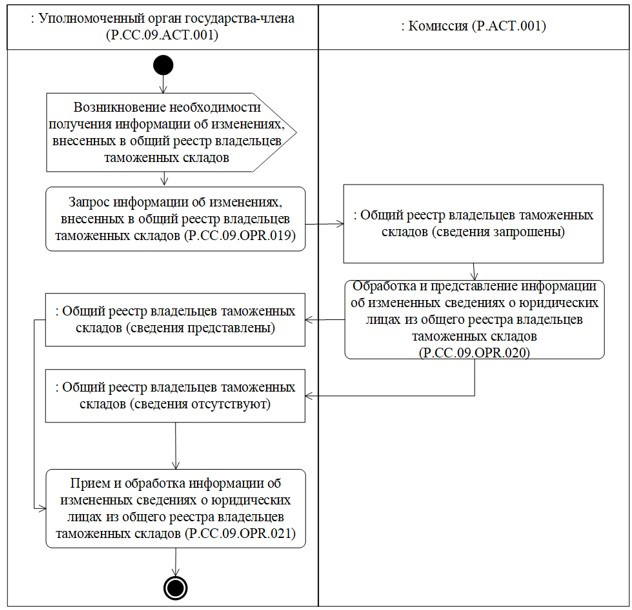 : Уполномоченный орган государства-члена
(P.CC.09.ACT.001)
: Комиссия (P.ACT.001)
Возникновение необходимости
получения информации об изменениях,
внесенных в общий реестр владельцев
таможенных складов
Запрос информации об изменениях,
внесенных в общий реестр владельцев
таможенных складов (P.CC.09.OPR.019)
: Общий реестр владельцев таможенных
складов (сведения запрошены)
Обработка и представление информации
об измененных сведениях о юридических
лицах из общего реестра владельцев
таможенных складов
(P.CC.09.OPR.020)
: Общий реестр владельцев таможенных
складов (сведения представлены)
: Общий реестр владельцев таможенных
складов (сведения отсутствуют)
Прием и обработка информации об
измененных сведениях о юридических
лицах из общего реестра владельцев
таможенных складов (P.CC.09.OPR.021)